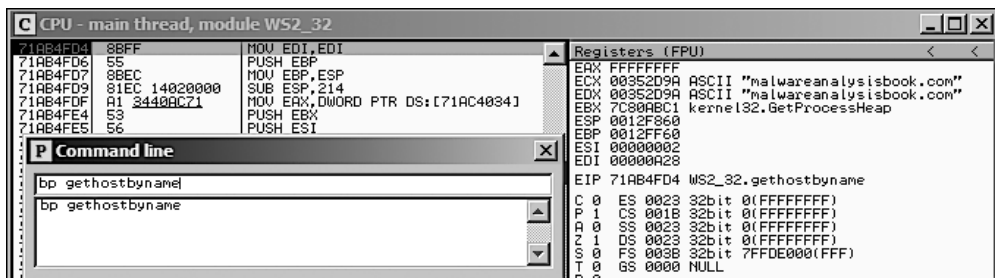 C CPU - main thread, module WS2_32
71AB4FD4 8BFF MOV EDI,EDI
71AB4FD6 55 PUSH EBP
71AB4FD7 8BEC MOV EBP,ESP
71AB4FD9 81EC 14020000 SUB ESP,214
71AB4FDF A1 3440AC71 MOV EAX,DWORD PTR DS:[71AC4034]
71AB4FE4 53 PUSH EBX
71AB4FE5 56 PUSH ESI
P Command line
bp gethostbyname
bp gethostbyname
Registers (FPU) < <
EAX FFFFFFFF
ECX 00352D9A ASCII "malwareanalysisbook.com"
EDX 00352D9A ASCII "malwareanalysisbook.com"
EBX 7C80ABC1 kernel32.GetProcessHeap
ESP 0012F860
EBP 0012FF60
ESI 00000002
EDI 00000A28
EIP 71AB4FD4 WS2_32.gethostbyname
C 0 ES 0023 32bit 0(FFFFFFFF)
P 1 CS 001B 32bit 0(FFFFFFFF)
A 0 SS 0023 32bit 0(FFFFFFFF)
Z 1 DS 0023 32bit 0(FFFFFFFF)
S 0 FS 003B 32bit 7FFDE000(FFF)
T 0 GS 0000 NULL